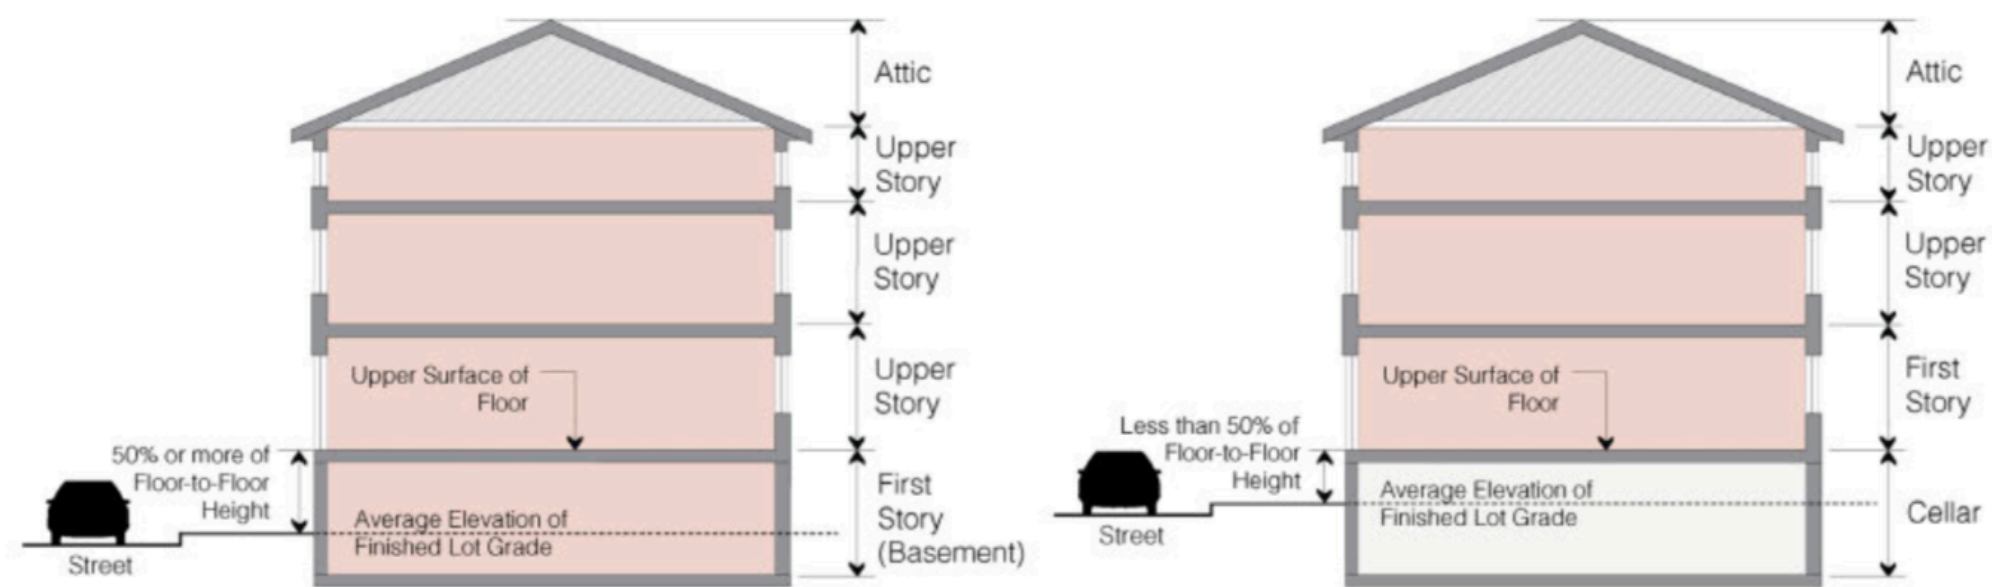 Attic
Upper
Story
Upper
Story
Upper
Story
Upper Surface of
Floor
50% or more of
Floor-to-Floor
Height
First
Story
(Basement)
Average Elevation of
Finished Lot Grade
Street
Attic
Upper
Story
Upper
Story
First
Story
Upper Surface of
Floor
Less than 50% of
Floor-to-Floor
Height
Average Elevation of
Finished Lot Grade
Cellar
Street